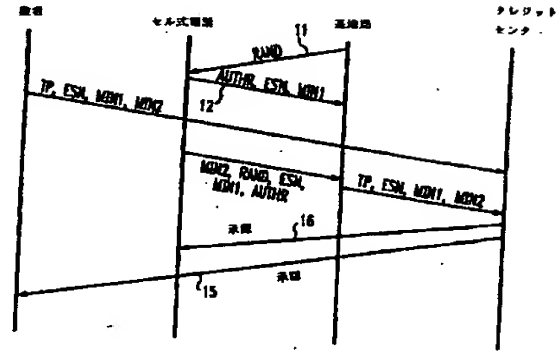 セル式電話
基地局
クレジット
センタ
11
RAND
AUTHR, ESN, MIN1
12
TP, ESN, MIN1, MIN2
MIN2, RAND, ESN,
MIN1, AUTHR
TP, ESN, MIN1, MIN2
16
承認
承認
15